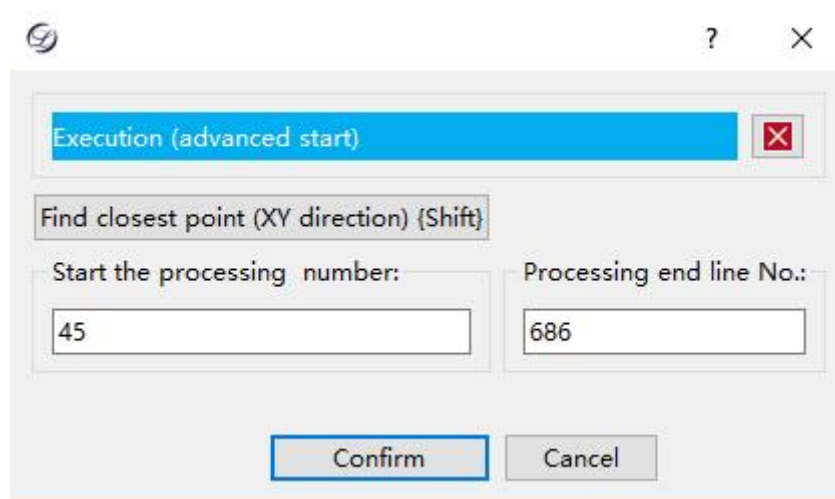 ?
Execution (advanced start)
Find closest point (XY direction) {Shift}
Start the processing  number:
Processing end line No.:
45
686
Confirm
Cancel